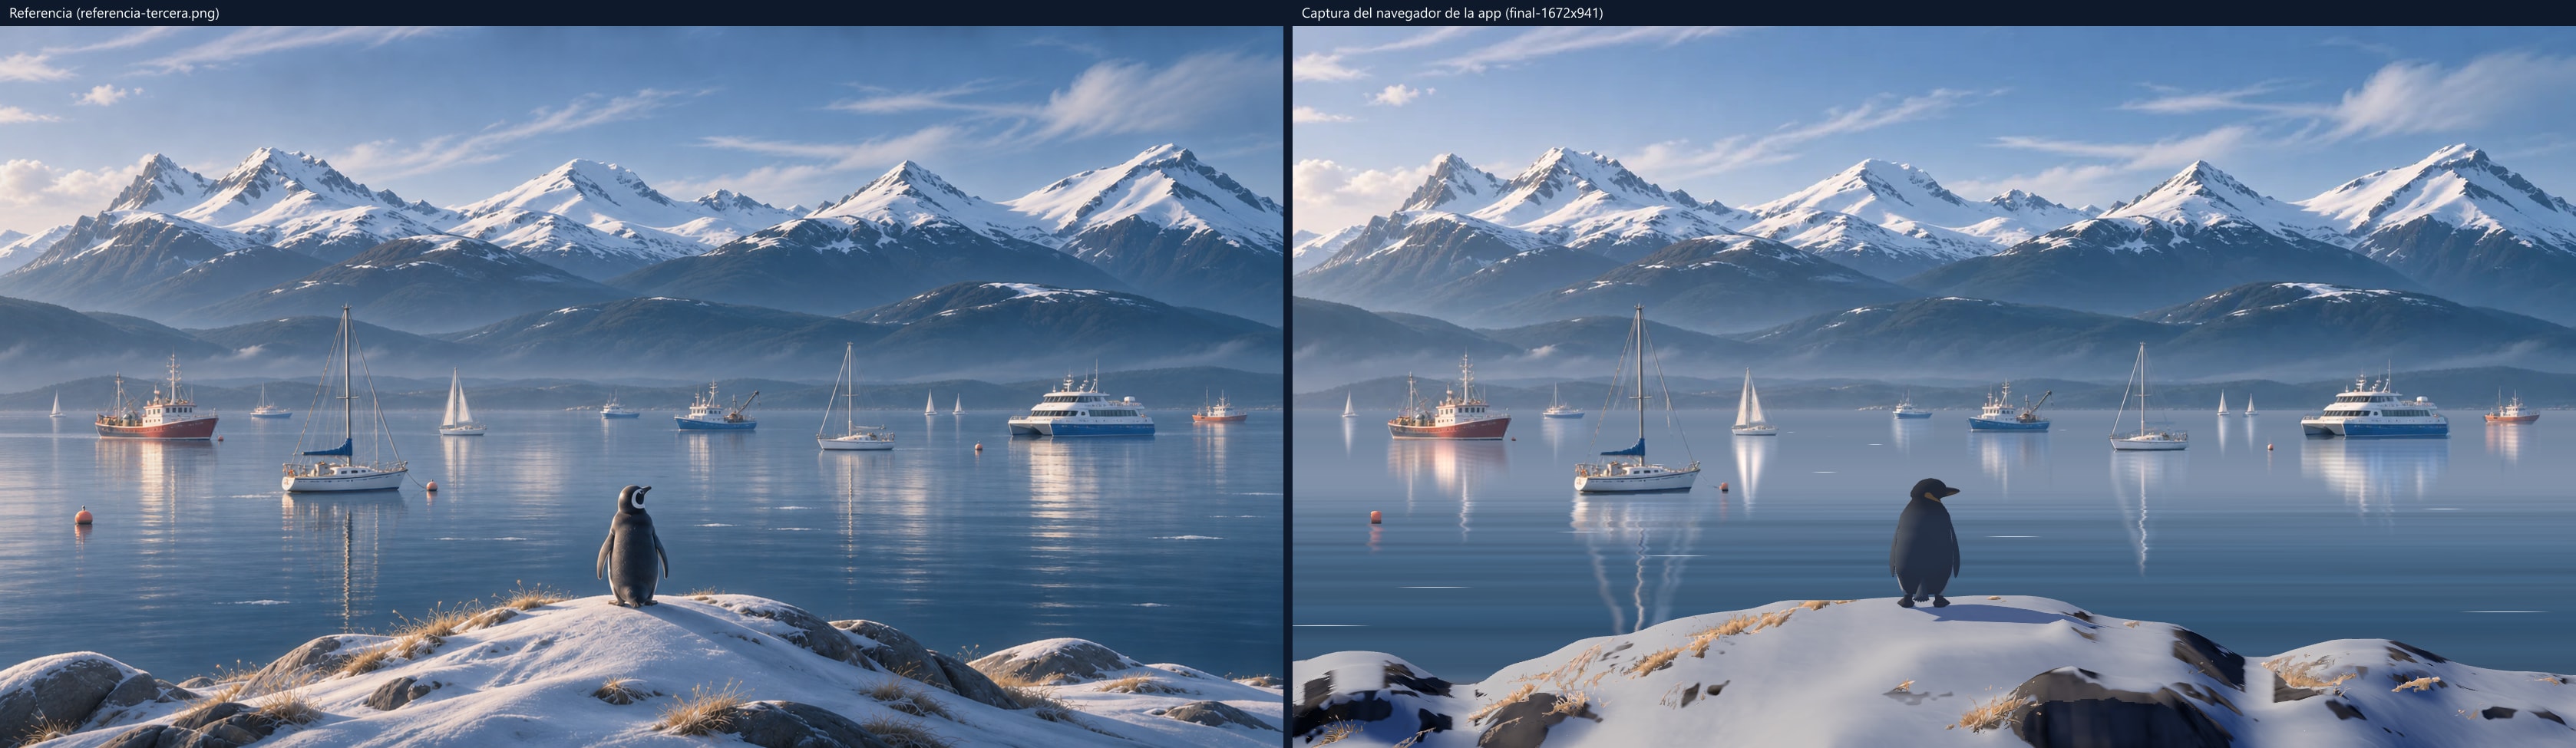 Referencia (referencia-tercera.png)
Captura del navegador de la app (final-1672x941)